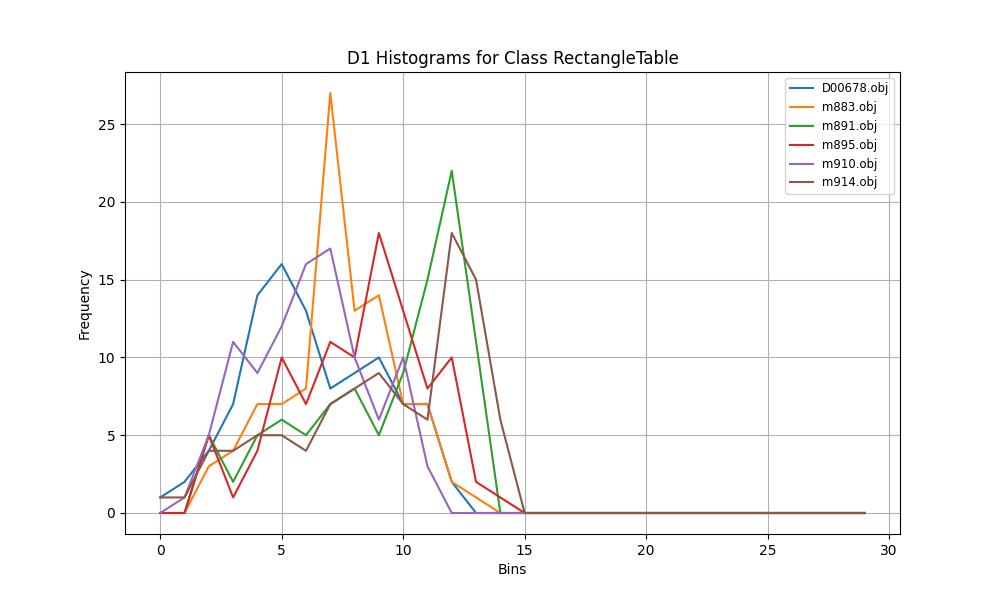 D1 Histograms for Class RectangleTable
D00678.obj
m883.obj
m891.obj
m895.obj
m910.obj
m914.obj
Frequency
25
20
15
10
5
0
0 5 10 15 20 25 30
Bins